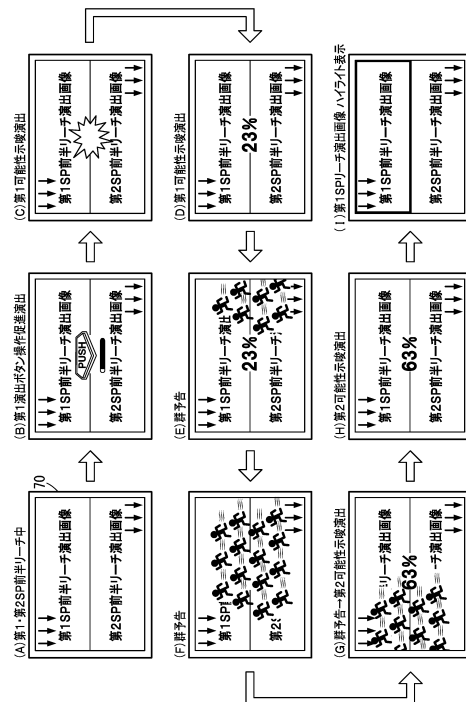 (A)第1・第2SP前半リーチ中
70
第1SP前半リーチ演出画像
第2SP前半リーチ演出画像
(B)第1演出ボタン操作促進演出
第1SP前半リーチ演出画像
PUSH
第2SP前半リーチ演出画像
(C)第1可能性示唆演出
第1SP前半リーチ演出画像
第2SP前半リーチ演出画像
(D)第1可能性示唆演出
第1SP前半リーチ演出画像
23%
第2SP前半リーチ演出画像
(E)群予告
第1SP前半リーチ演出
23%
第2SP前半リーチ
(F)群予告
第1SP
第2S
(G)群予告→第2可能性示唆演出
リーチ演出画像
63%
ーチ演出画像
(H)第2可能性示唆演出
第1SP前半リーチ演出画像
63%
第2SP前半リーチ演出画像
(I)第1SPリーチ演出画像 ハイライト表示
第1SP前半リーチ演出画像
第2SP前半リーチ演出画像